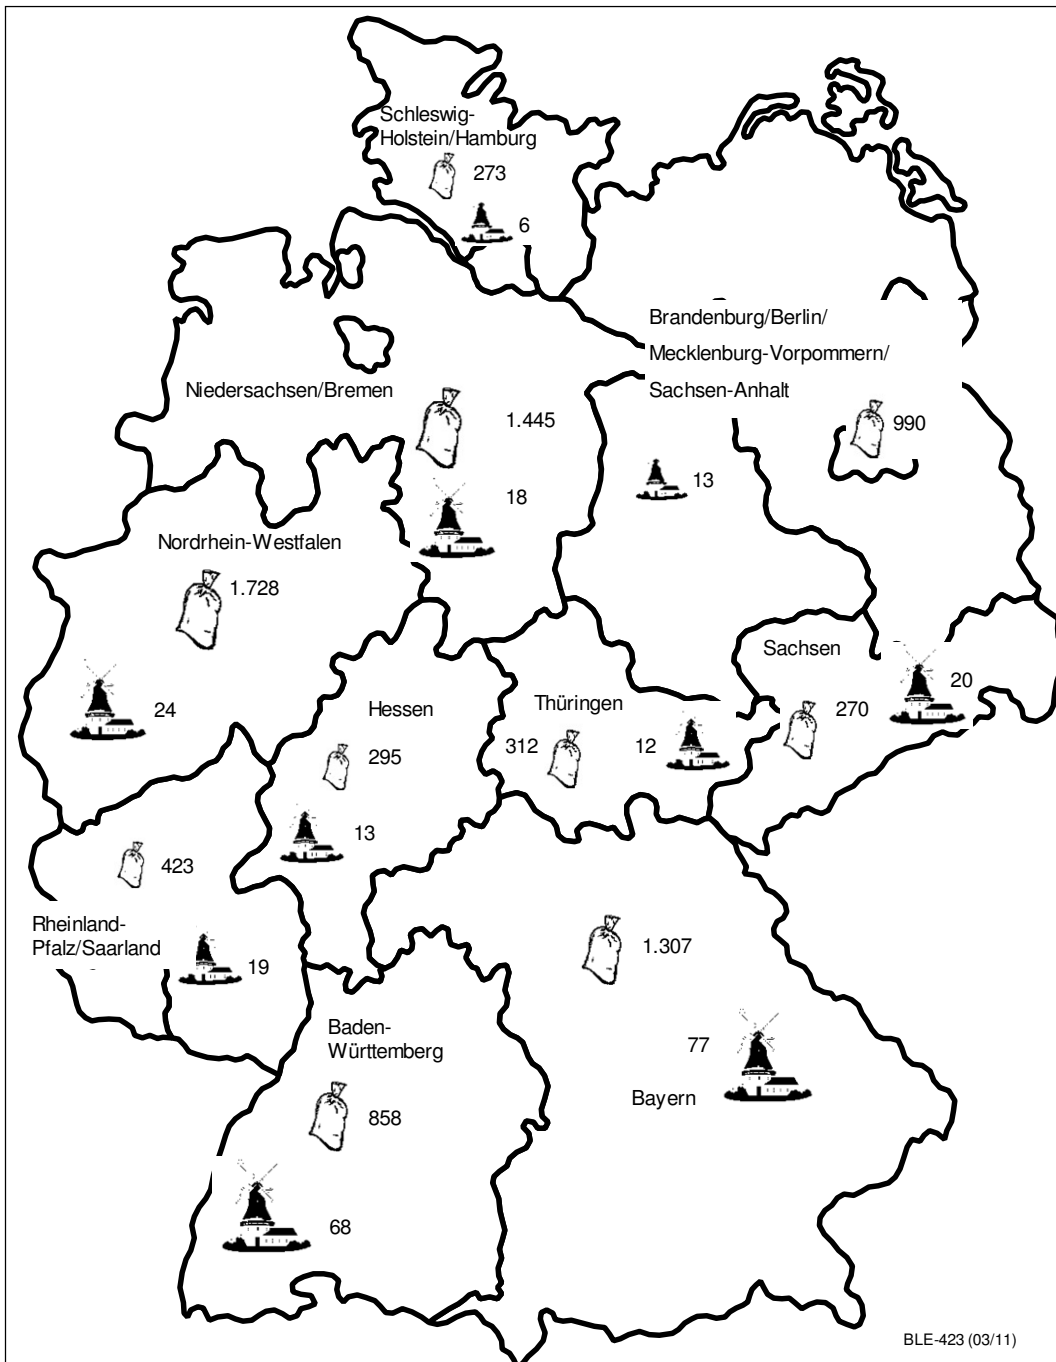 Schleswig-
Holstein/Hamburg
273
6
Brandenburg/Berlin/
Mecklenburg-Vorpommern/
Sachsen-Anhalt
990
13
Niedersachsen/Bremen
1.445
18
Nordrhein-Westfalen
1.728
24
Sachsen
270
20
Thüringen
312
12
Hessen
295
13
423
Rheinland-
Pfalz/Saarland
19
1.307
77
Bayern
Baden-
Württemberg
858
68
BLE-423 (03/11)